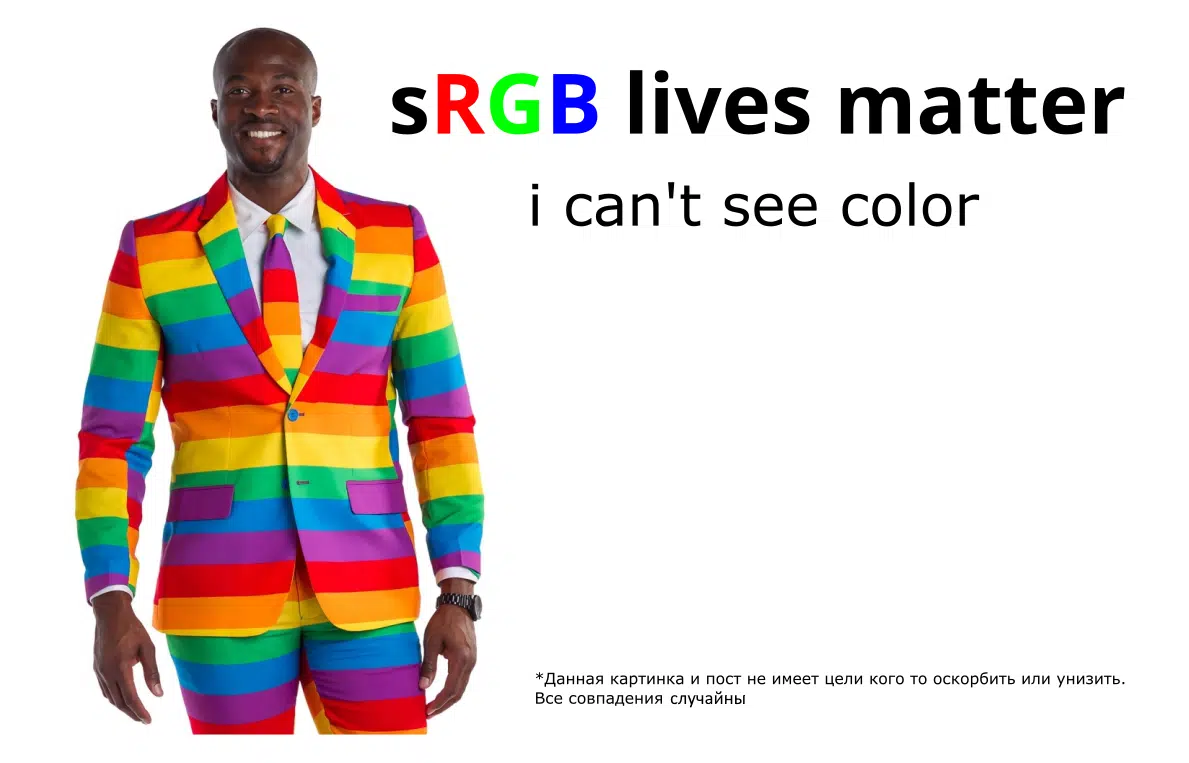 sRGB lives matter
i can't see color
*Данная картинка и пост не имеет цели кого то оскорбить или унизить.
Все совпадения случайны